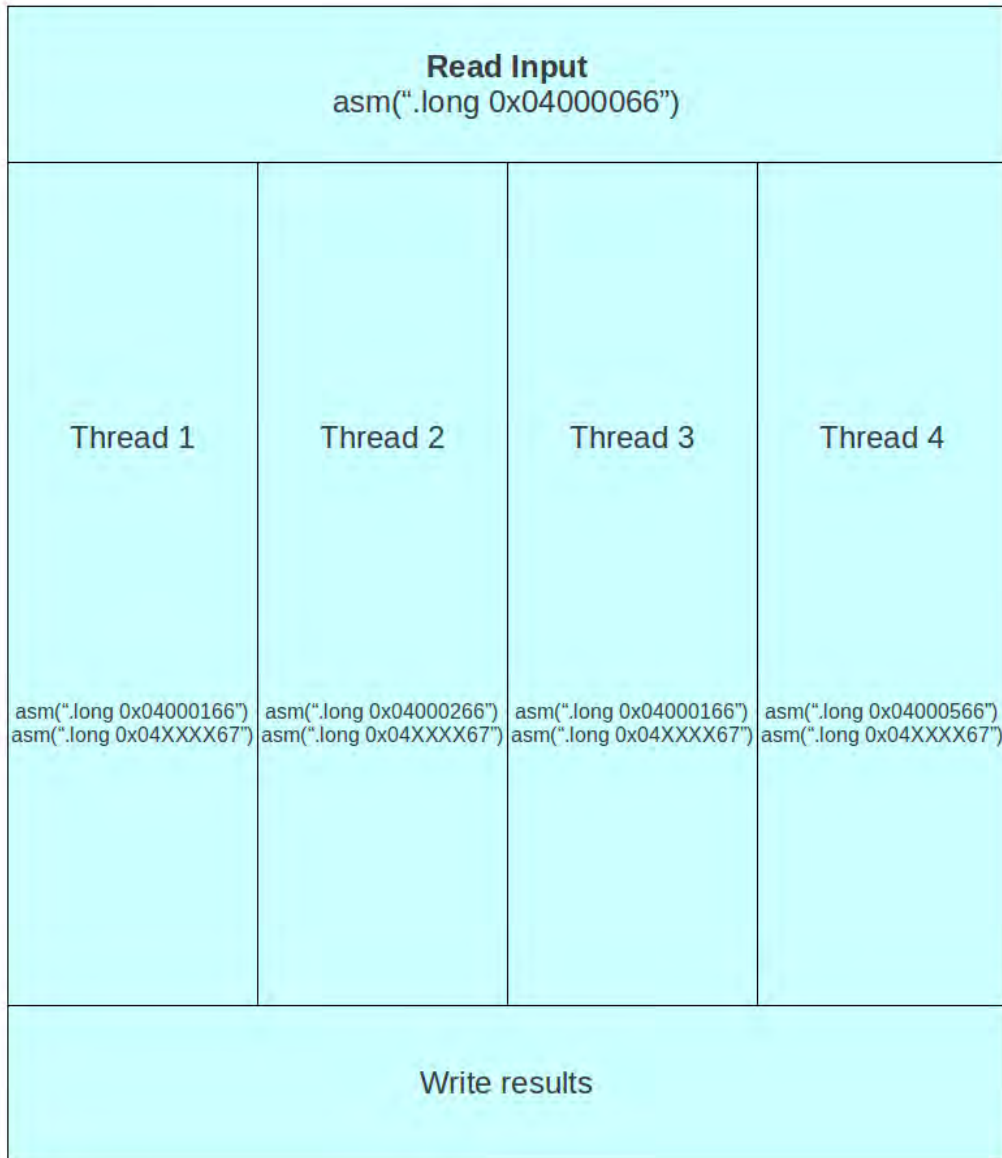 Read Input
asm(“.long 0x04000066”)
Thread 1
Thread 2
Thread 3
Thread 4
asm(“.long 0x04000166”)
asm(“.long 0x04XXXX67”)
asm(“.long 0x04000266”)
asm(“.long 0x04XXXX67”)
asm(“.long 0x04000166”)
asm(“.long 0x04XXXX67”)
asm(“.long 0x04000566”)
asm(“.long 0x04XXXX67”)
Write results